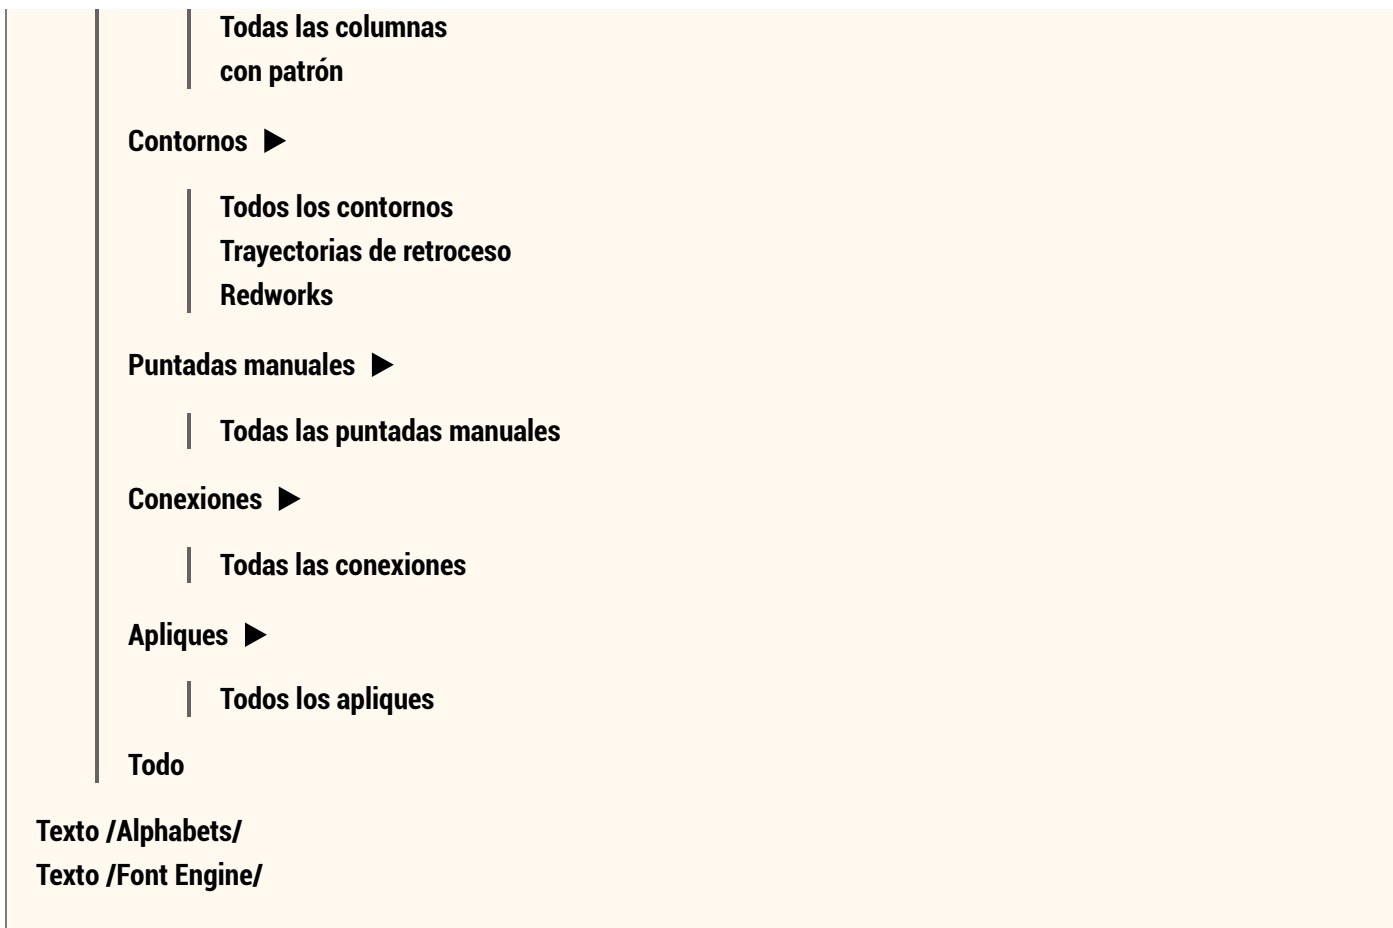 Todas las columnas
con patrón
Contornos ▶
Todos los contornos
Trayectorias de retroceso
Redworks
Puntadas manuales ▶
Todas las puntadas manuales
Conexiones ▶
Todas las conexiones
Apliques ▶
Todos los apliques
Todo
Texto /Alphabets/
Texto /Font Engine/